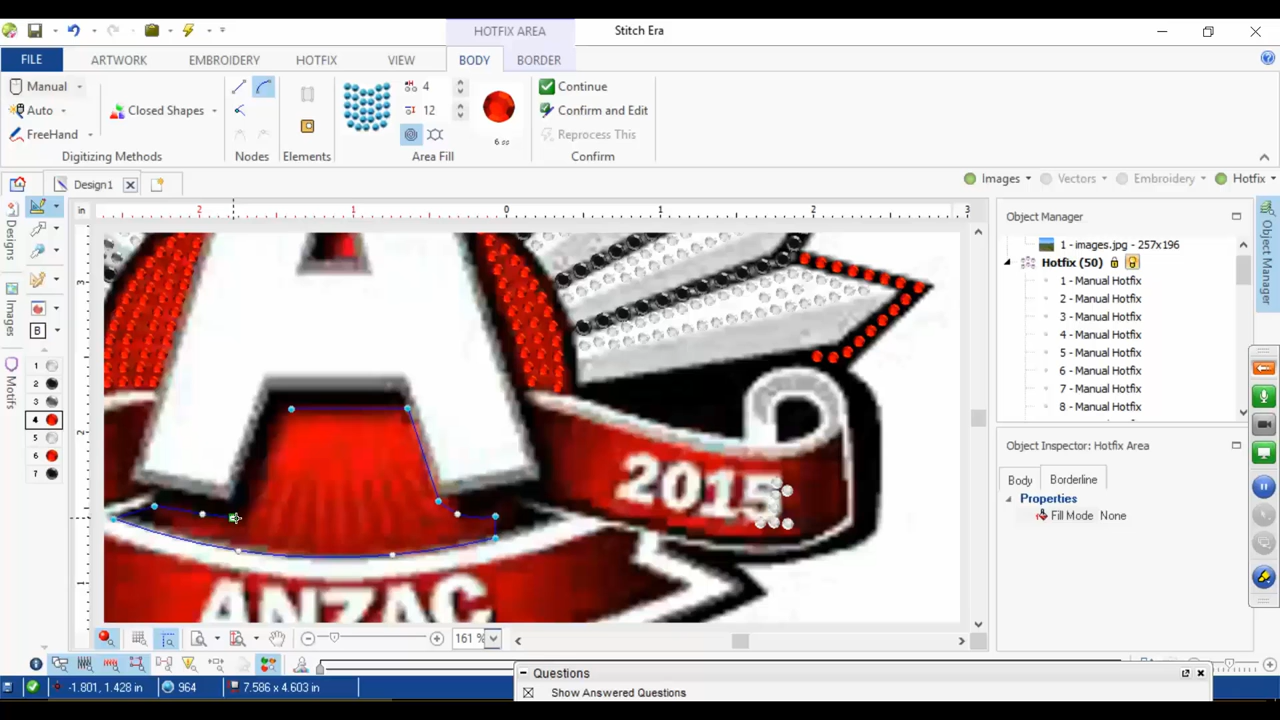 HOTFIX AREA
Stitch Era
FILE
ARTWORK
EMBROIDERY
HOTFIX
VIEW
BODY
BORDER
Manual
Auto
FreeHand
Closed Shapes
4
12
6 ss
Continue
Confirm and Edit
Reprocess This
Digitizing Methods
Nodes
Elements
Area Fill
Confirm
Design1
Images
Vectors
Embroidery
Hotfix
in
2
1
0
1
2
3
Object Manager
1 - images.jpg - 257x196
Hotfix (50)
1 - Manual Hotfix
2 - Manual Hotfix
3 - Manual Hotfix
4 - Manual Hotfix
5 - Manual Hotfix
6 - Manual Hotfix
7 - Manual Hotfix
8 - Manual Hotfix
Object Manager
Designs
Images
Motifs
B
1
2
3
4
5
6
7
3
2
1
A
2015
ANZAC
Object Inspector: Hotfix Area
Body
Borderline
Properties
Fill Mode None
161 %
Questions
Show Answered Questions
-1.801, 1.428 in
964
7.586 x 4.603 in